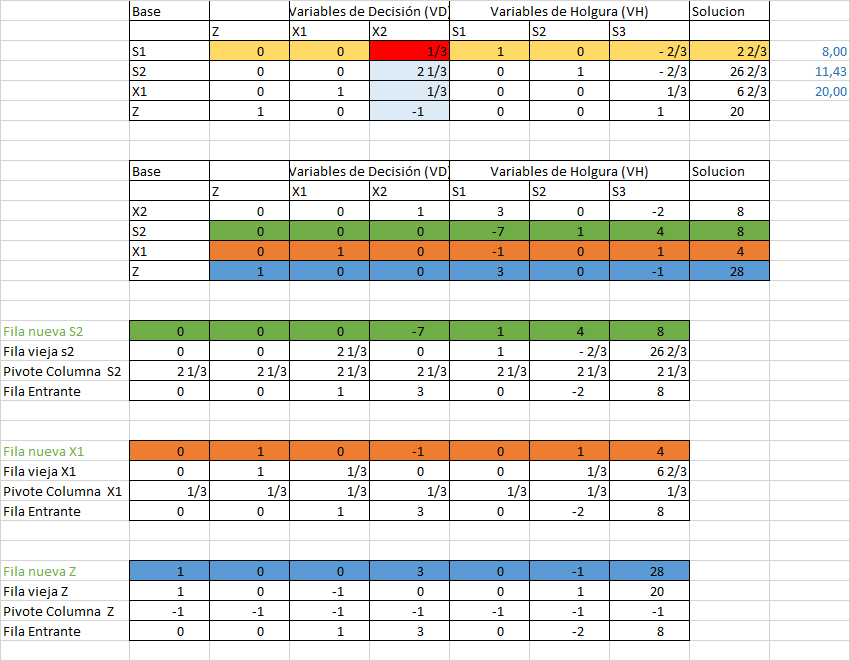 Base Variables de Decisión (VD) Variables de Holgura (VH) Solucion
Z X1 X2 S1 S2 S3
S1 0 0 1/3 1 0 - 2/3 2 2/3 8,00
S2 0 0 2 1/3 0 1 - 2/3 26 2/3 11,43
X1 0 1 1/3 0 0 1/3 6 2/3 20,00
Z 1 0 -1 0 0 1 20
Base Variables de Decisión (VD) Variables de Holgura (VH) Solucion
Z X1 X2 S1 S2 S3
X2 0 0 1 3 0 -2 8
S2 0 0 0 -7 1 4 8
X1 0 1 0 -1 0 1 4
Z 1 0 0 3 0 -1 28
Fila nueva S2 0 0 0 -7 1 4 8
Fila vieja s2 0 0 2 1/3 0 1 - 2/3 26 2/3
Pivote Columna S2 2 1/3 2 1/3 2 1/3 2 1/3 2 1/3 2 1/3 2 1/3
Fila Entrante 0 0 1 3 0 -2 8
Fila nueva X1 0 1 0 -1 0 1 4
Fila vieja X1 0 1 1/3 0 0 1/3 6 2/3
Pivote Columna X1 1/3 1/3 1/3 1/3 1/3 1/3 1/3
Fila Entrante 0 0 1 3 0 -2 8
Fila nueva Z 1 0 0 3 0 -1 28
Fila vieja Z 1 0 -1 0 0 1 20
Pivote Columna Z -1 -1 -1 -1 -1 -1 -1
Fila Entrante 0 0 1 3 0 -2 8